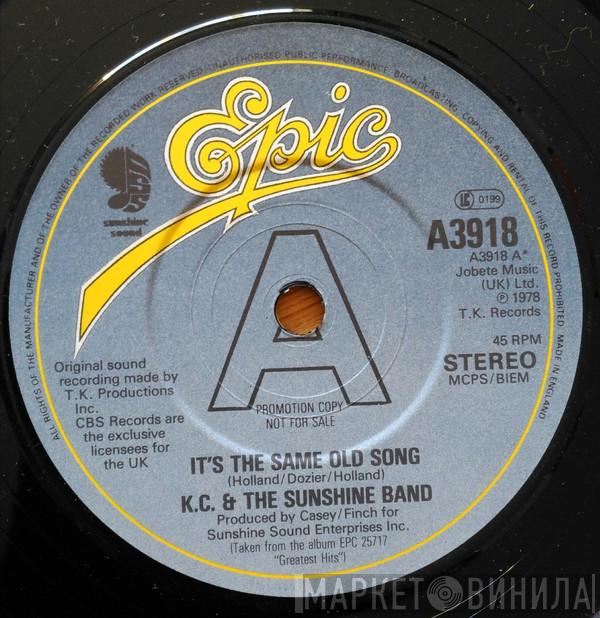 ALL RIGHTS OF THE MANUFACTURER AND OF THE OWNER OF THE RECORDED WORK RESERVED. UNAUTHORISED PUBLIC PERFORMANCE, BROADCASTING, COPYING AND RENTAL OF THIS RECORD PROHIBITED. MADE IN ENGLAND
Epic
sunshine
sound
LC 0199
A3918
A3918 A*
Jobete Music
(UK) Ltd.
℗ 1978
T.K. Records
45 RPM
STEREO
MCPS/BIEM
A
Original sound
recording made by
T.K. Productions
Inc.
CBS Records are
the exclusive
licensees for
the UK
PROMOTION COPY
NOT FOR SALE
IT'S THE SAME OLD SONG
(Holland/Dozier/Holland)
K.C. & THE SUNSHINE BAND
Produced by Casey/Finch for
Sunshine Sound Enterprises Inc.
(Taken from the album EPC 25717
"Greatest Hits")
МАРКЕТ ВИНИЛА